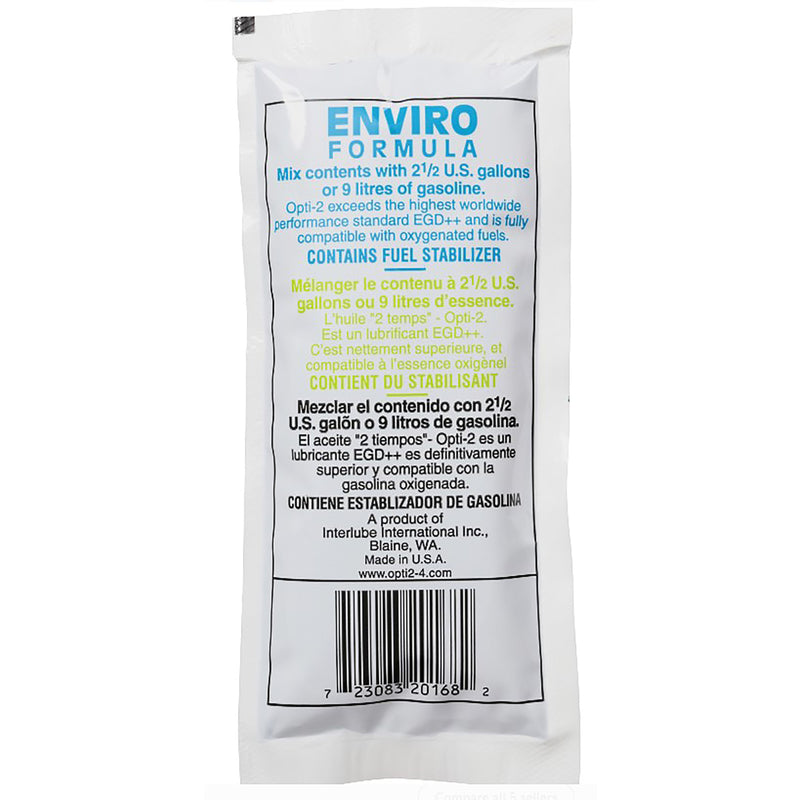 ENVIRO
FORMULA
Mix contents with 2 1/2 U.S. gallons
or 9 litres of gasoline.
Opti-2 exceeds the highest worldwide
performance standard EGD++ and is fully
compatible with oxygenated fuels.
CONTAINS FUEL STABILIZER
Mélanger le contenu à 2 1/2 U.S.
gallons ou 9 litres d'essence.
L'huile "2 temps" - Opti-2.
Est un lubrificant EGD++.
C'est nettement superieure, et
compatible à l'essence oxigènel
CONTIENT DU STABILISANT
Mezclar el contenido con 2 1/2
U.S. galõn o 9 litros de gasolina.
El aceite "2 tiempos"- Opti-2 es un
lubricante EGD++ es definitivamente
superior y compatible con la
gasolina oxigenada.
CONTIENE ESTABLIZADOR DE GASOLINA
A product of
Interlube International Inc.,
Blaine, WA.
Made in U.S.A.
www.opti2-4.com
7 23083 20168 2
Compare all 5 sellers